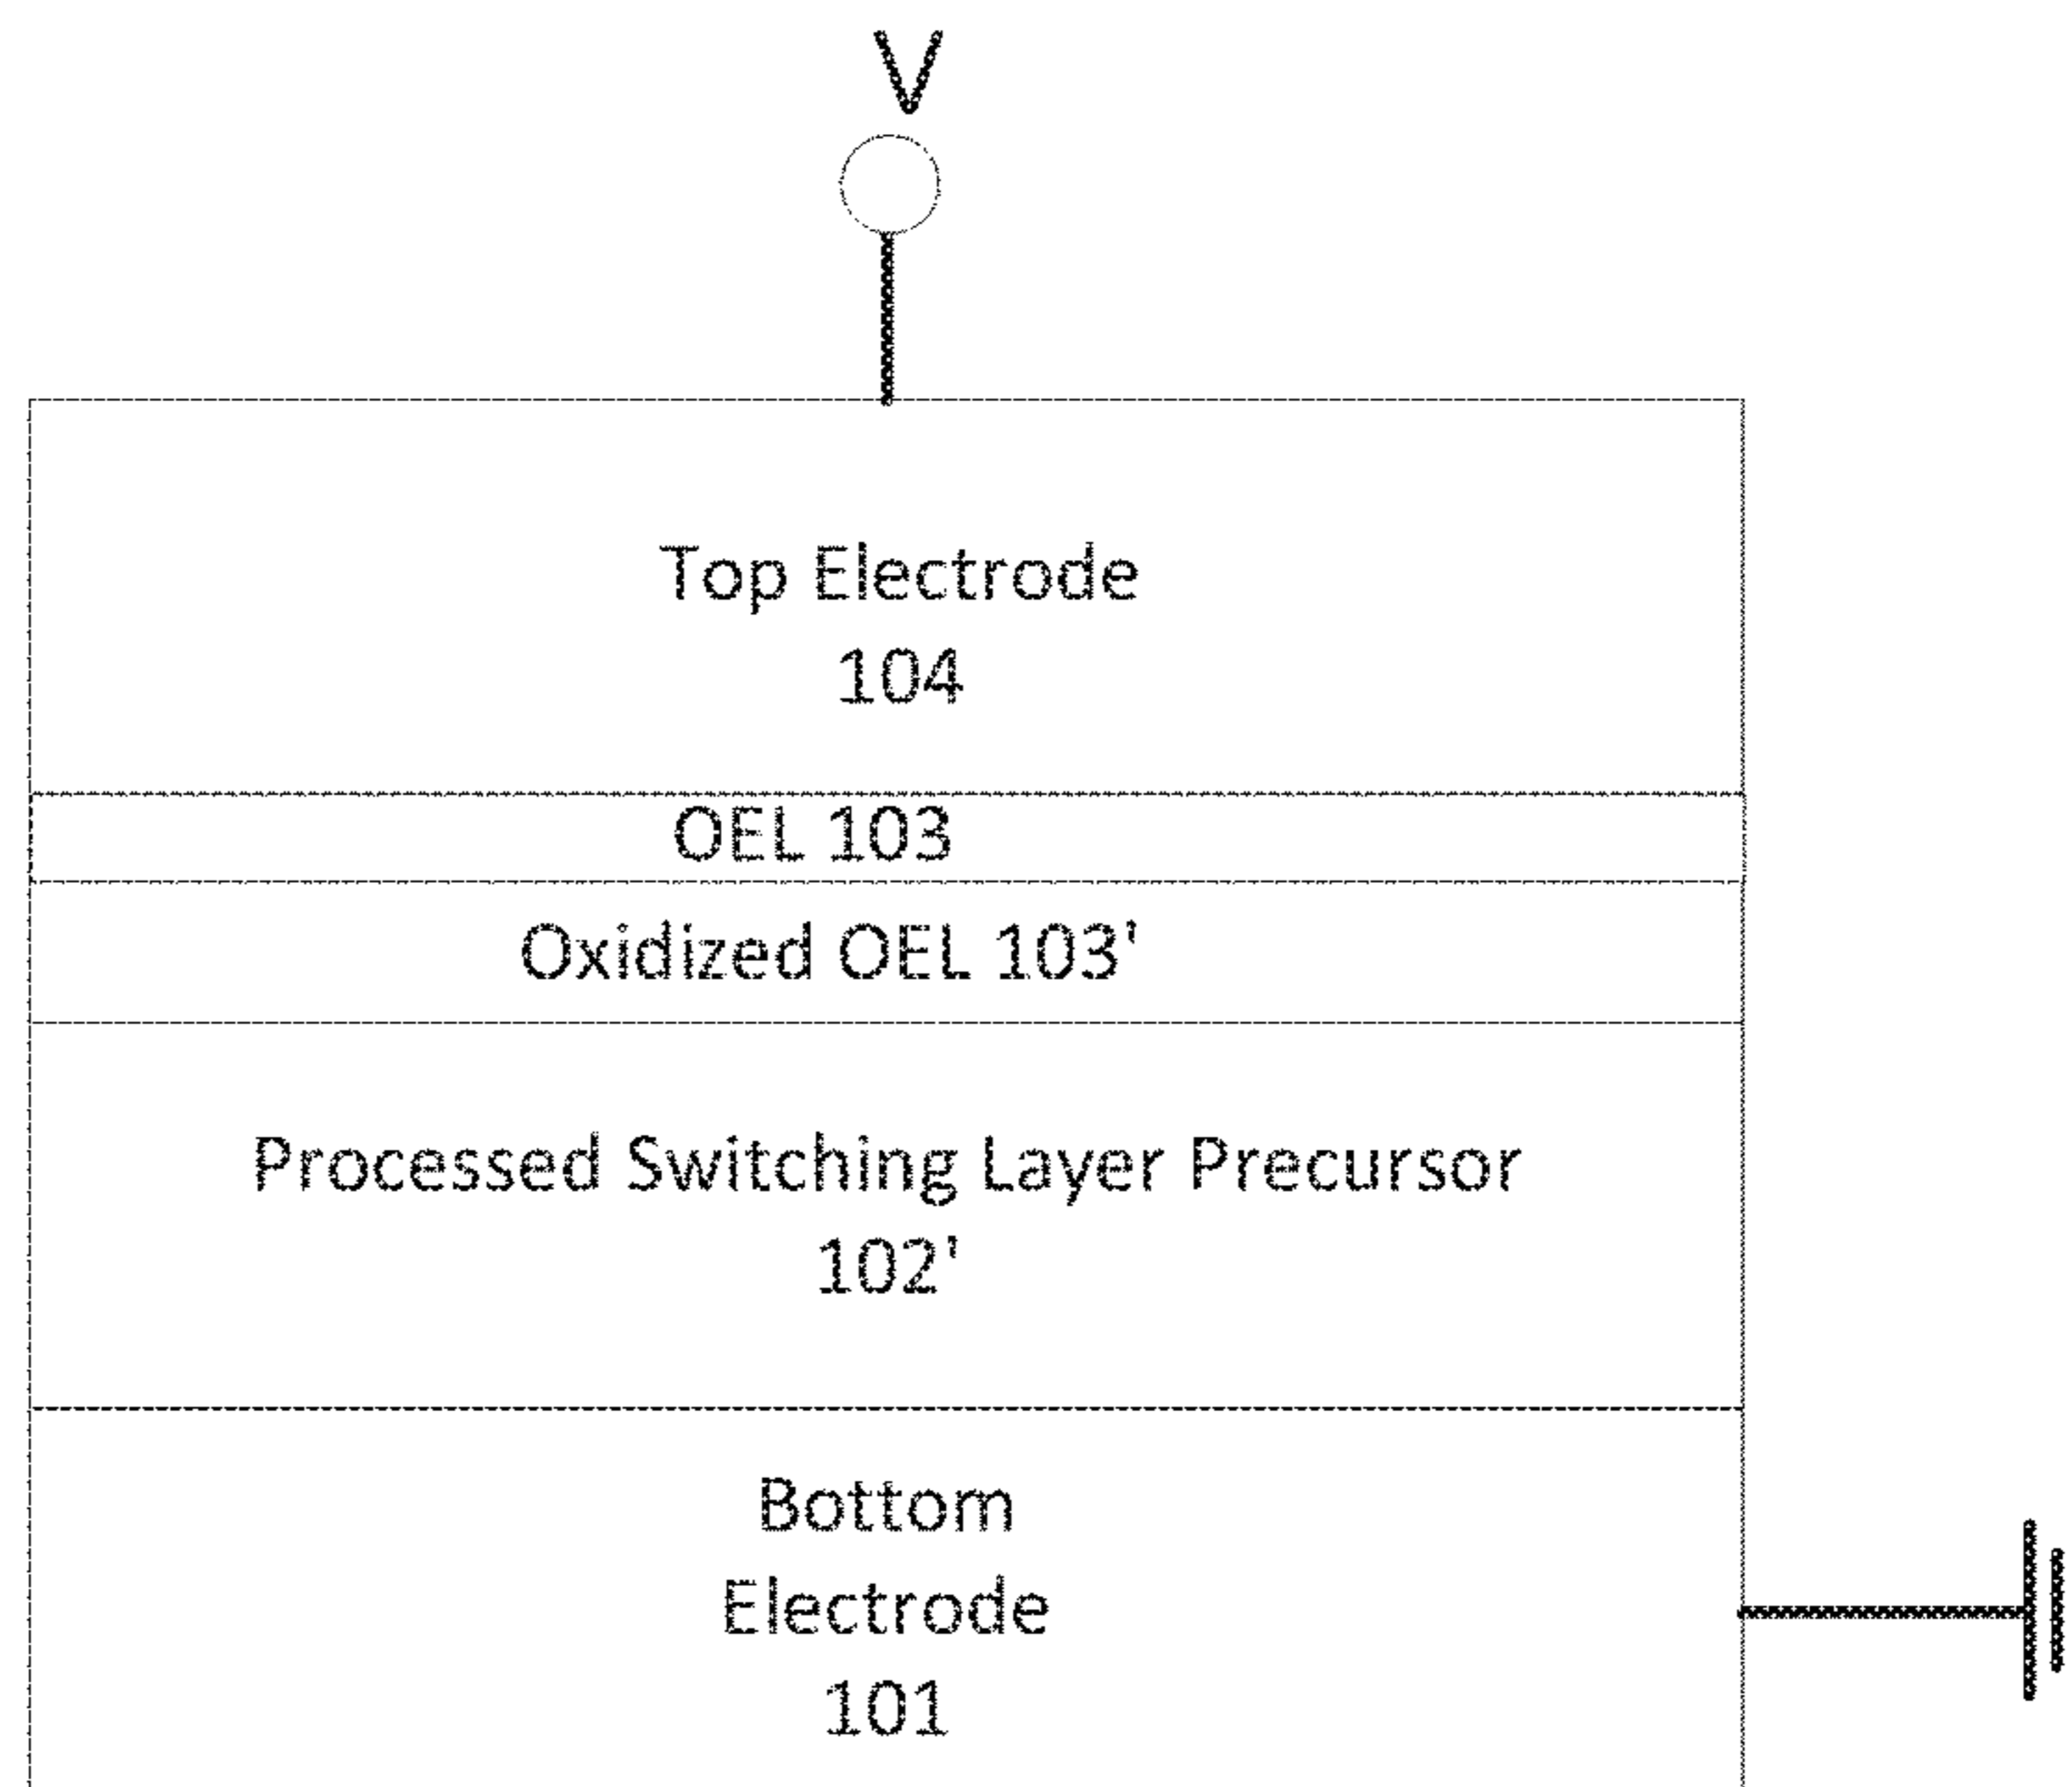 V
Top Electrode
104
OEL 103
Oxidized OEL 103'
Processed Switching Layer Precursor
102'
Bottom
Electrode
101